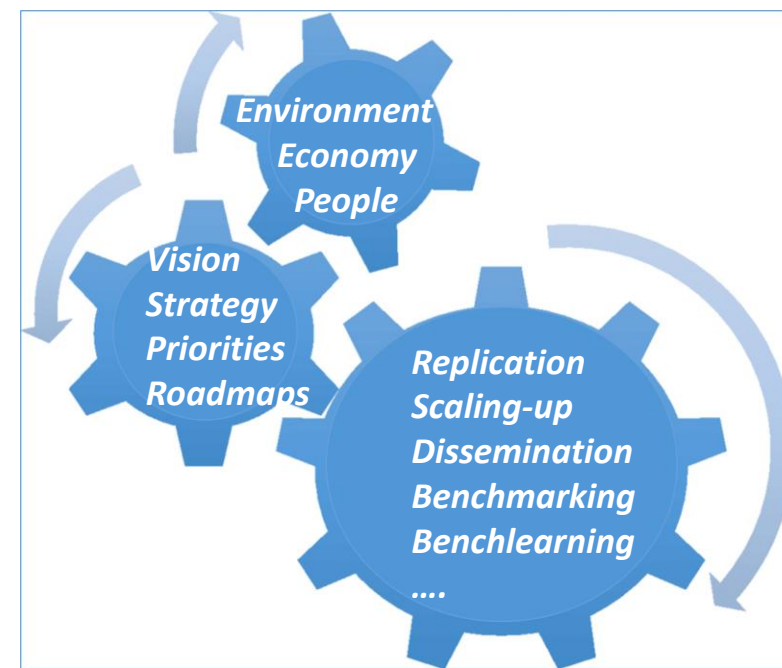 Environment
Economy
People
Vision
Strategy
Priorities
Roadmaps
Replication
Scaling-up
Dissemination
Benchmarking
Benchlearning
....